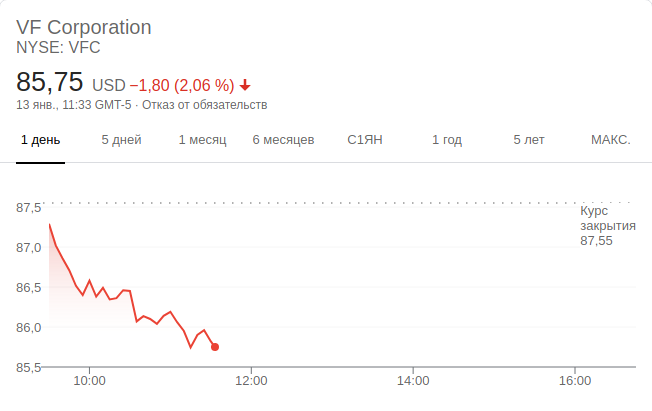 VF Corporation
NYSE: VFC
85,75 USD −1,80 (2,06 %)
13 янв., 11:33 GMT-5 · Отказ от обязательств
1 день 5 дней 1 месяц 6 месяцев С1ЯН 1 год 5 лет МАКС.
87,5
Курс
закрытия
87,55
87,0
86,5
86,0
85,5
10:00 12:00 14:00 16:00